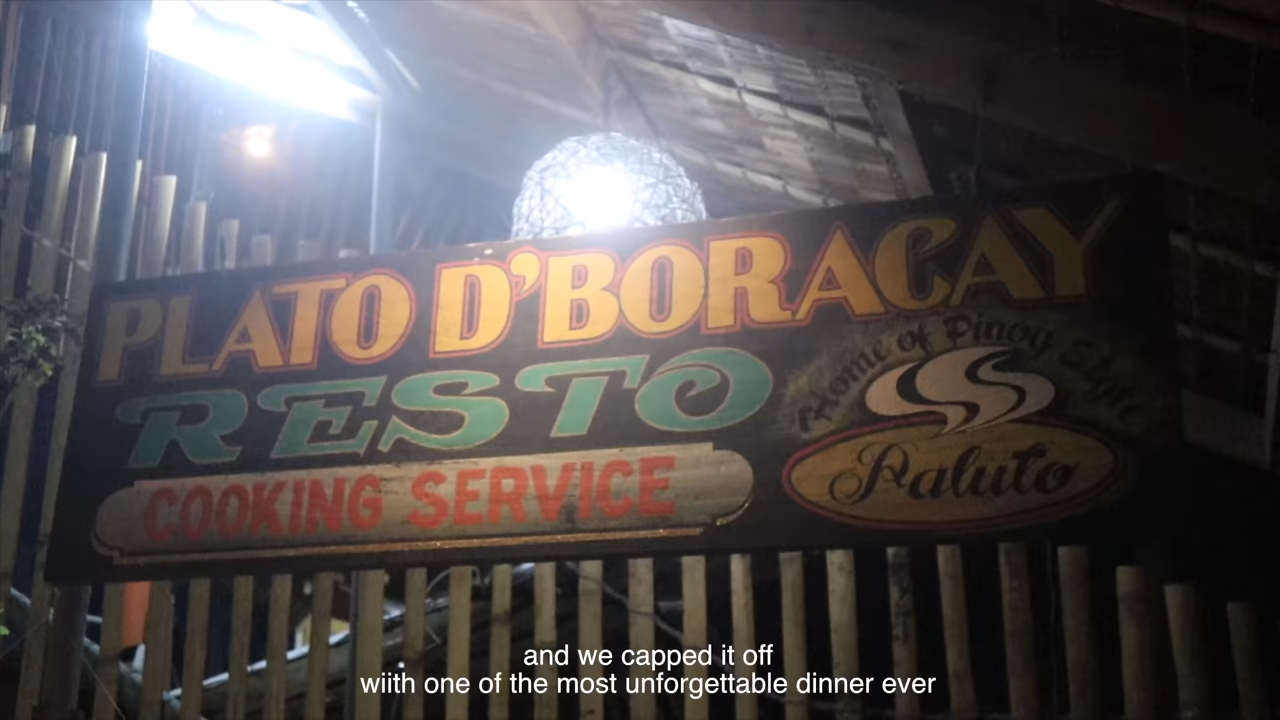 PLATO D'BORACAY
RESTO
COOKING SERVICE
Home of Pinoy Style
Paluto
and we capped it off
wiith one of the most unforgettable dinner ever